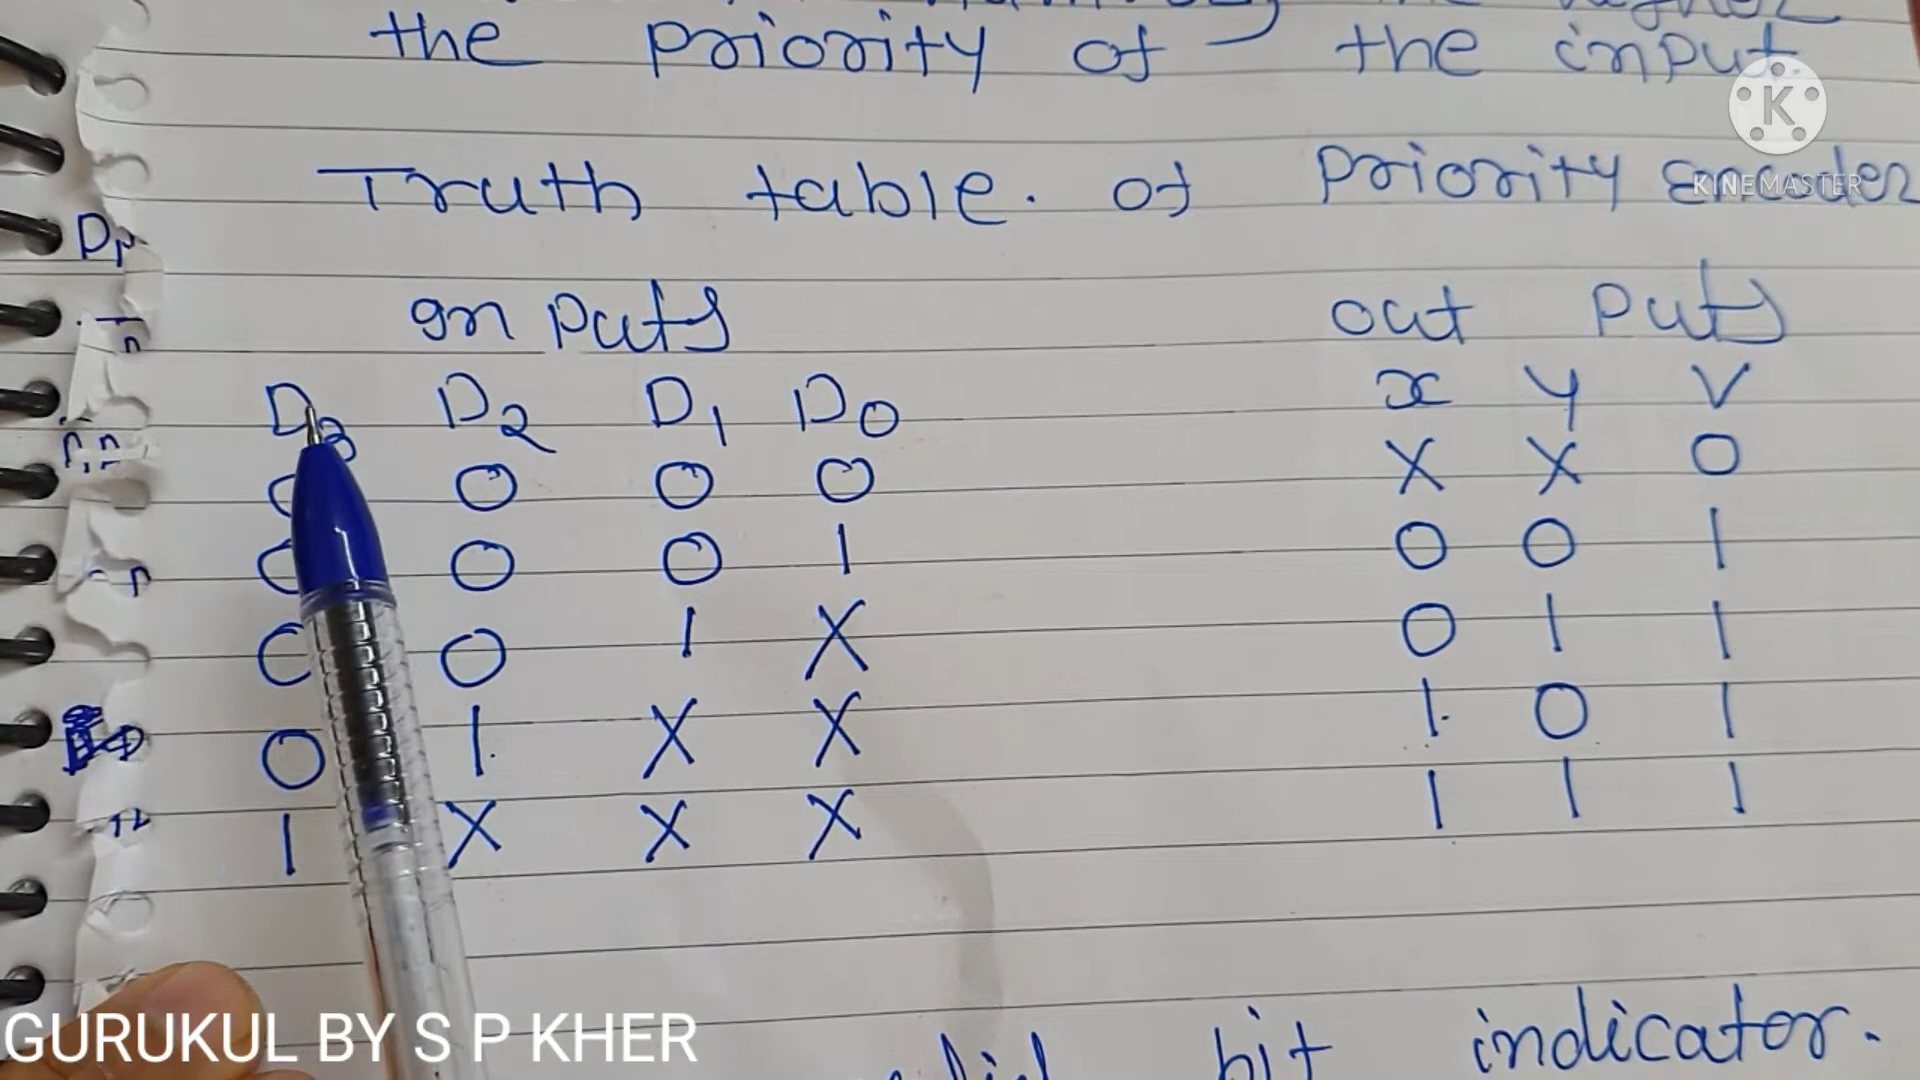 the priority of the input.
Truth table. of Priority Encoder
KINEMASTER
Inputs out puts
D3 D2 D1 D0 x y V
0 0 0 0 X X 0
0 0 0 1 0 0 1
0 0 1 X 0 1 1
0 1 X X 1 0 1
1 X X X 1 1 1
bit indicator.
GURUKUL BY S P KHER